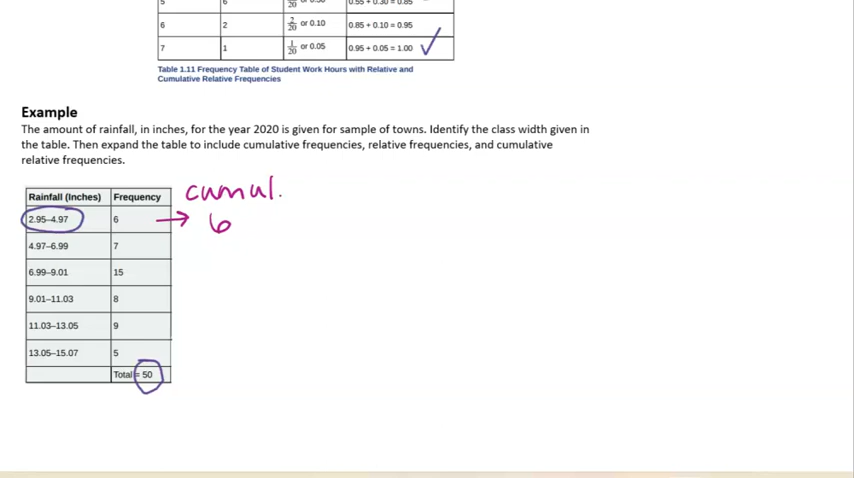 5 6 20 0.55 + 0.30 = 0.85
6 2 2/20 or 0.10 0.85 + 0.10 = 0.95
7 1 1/20 or 0.05 0.95 + 0.05 = 1.00
Table 1.11 Frequency Table of Student Work Hours with Relative and
Cumulative Relative Frequencies
Example
The amount of rainfall, in inches, for the year 2020 is given for sample of towns. Identify the class width given in
the table. Then expand the table to include cumulative frequencies, relative frequencies, and cumulative
relative frequencies.
Rainfall (Inches) Frequency cumul.
2.95–4.97 6 → 6
4.97–6.99 7
6.99–9.01 15
9.01–11.03 8
11.03–13.05 9
13.05–15.07 5
Total = 50